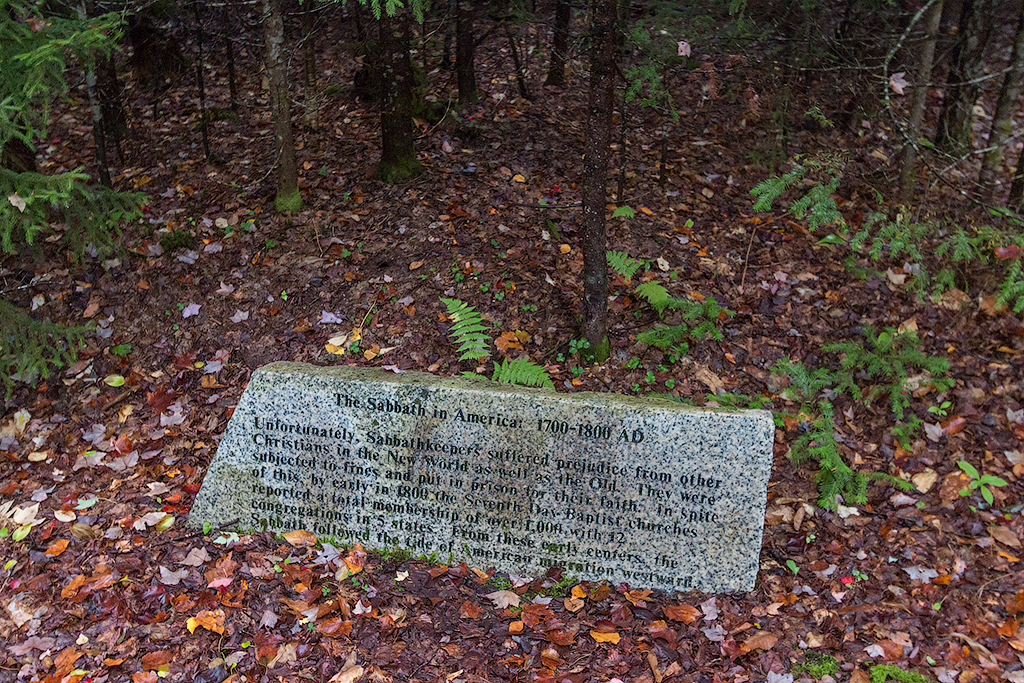 The Sabbath in America: 1700-1800 AD
Unfortunately, Sabbathkeepers suffered prejudice from other
Christians in the New World as well as the Old. They were
subjected to fines and put in prison for their faith. In spite
of this, by early in 1800 the Seventh Day Baptist churches
reported a total membership of over 1,000 with 12
congregations in 5 states. From these early centers, the
Sabbath followed the tide of American migration westward.